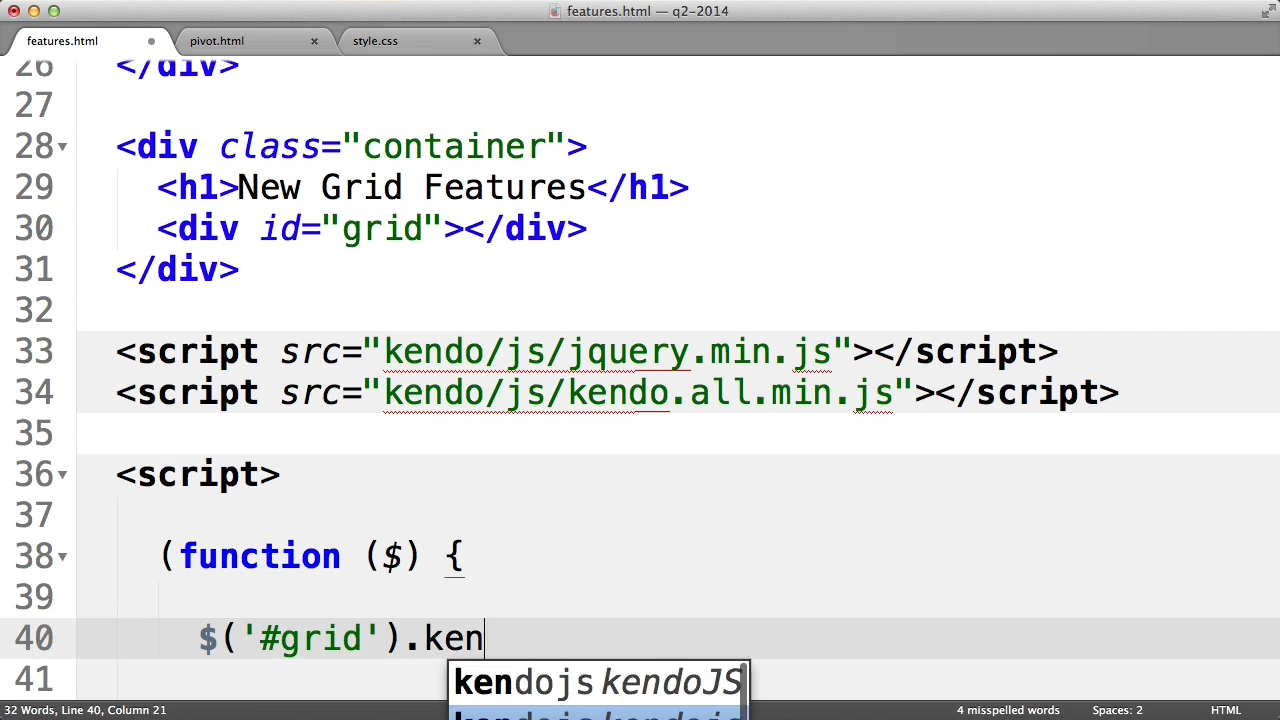 features.html — q2-2014
features.html pivot.html style.css
26 </div>
27
28 <div class="container">
29 <h1>New Grid Features</h1>
30 <div id="grid"></div>
31 </div>
32
33 <script src="kendo/js/jquery.min.js"></script>
34 <script src="kendo/js/kendo.all.min.js"></script>
35
36 <script>
37
38 (function ($) {
39
40 $('#grid').ken
41 kendojs kendoJS
32 Words, Line 40, Column 21 4 misspelled words Spaces: 2 HTML